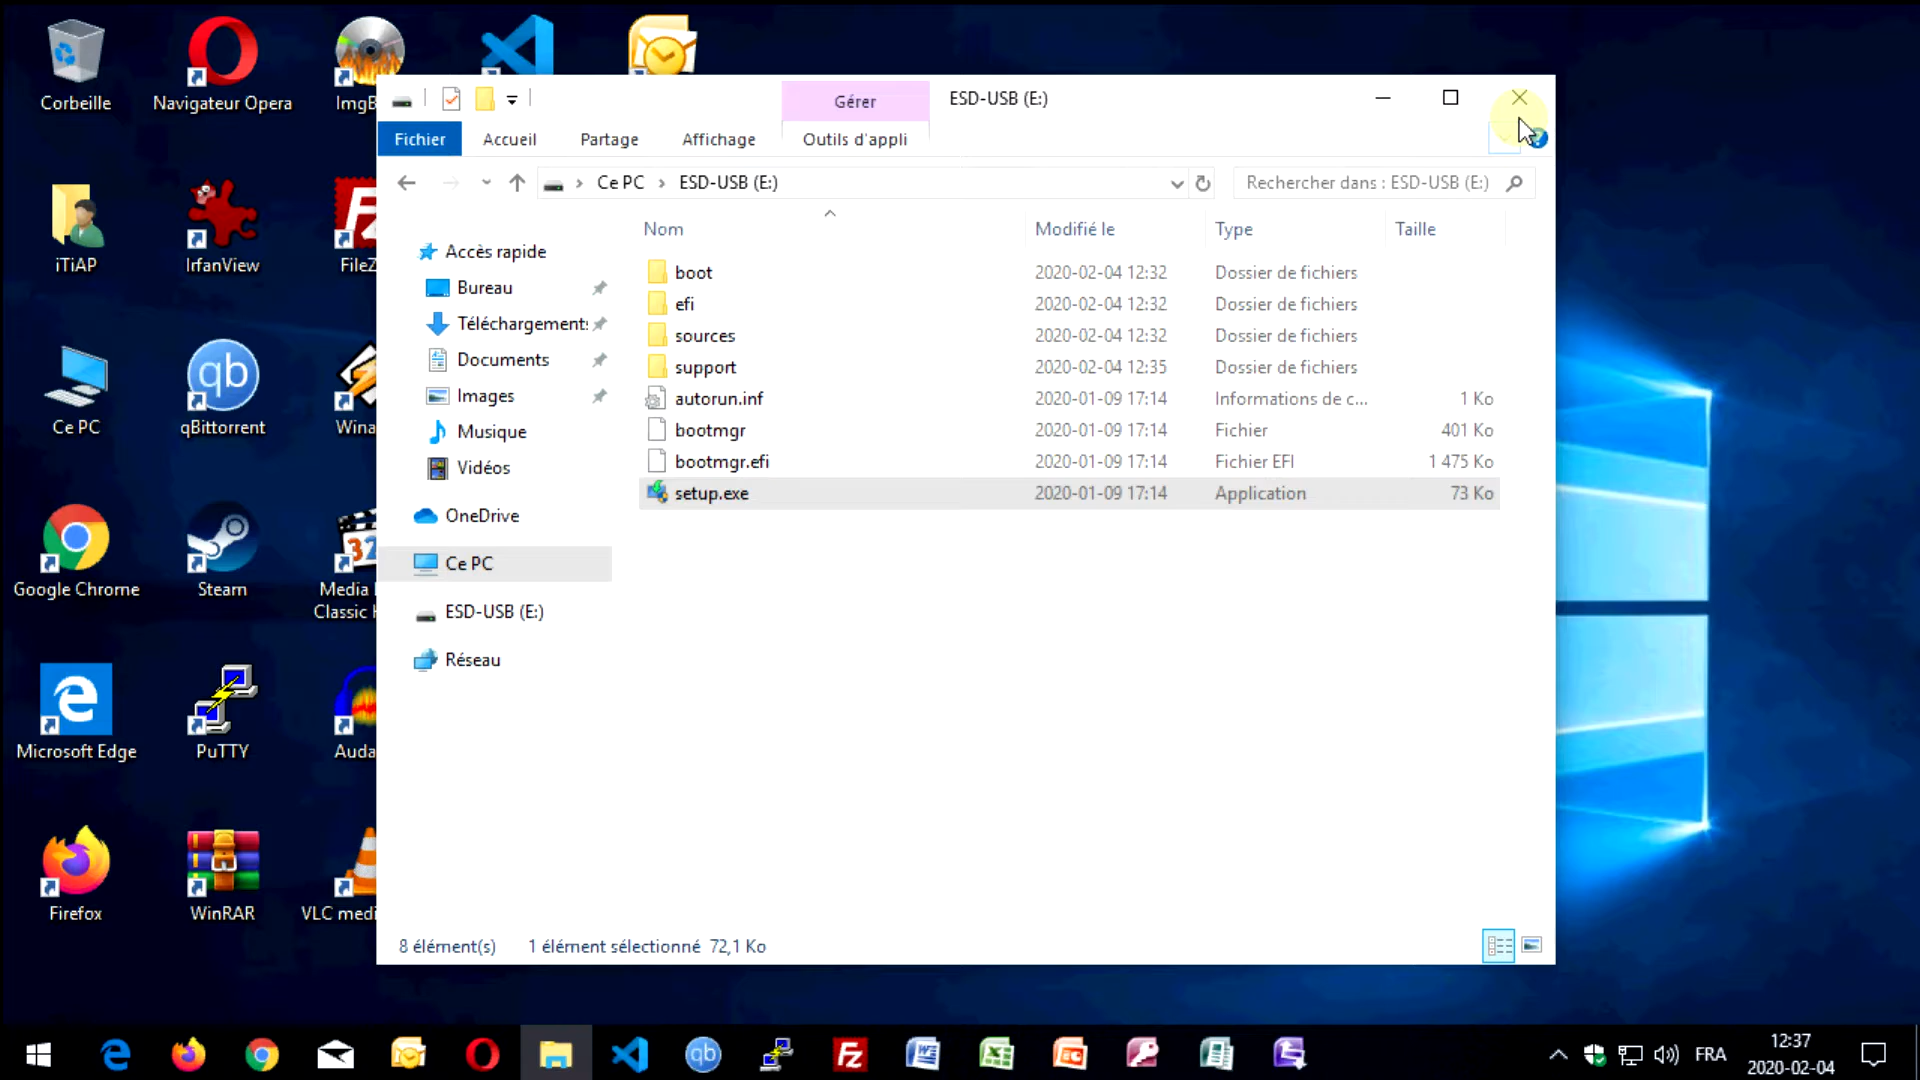 Corbeille
Navigateur Opera
ImgB
iTiAP
IrfanView
FileZ
Ce PC
qBittorrent
Wina
Google Chrome
Steam
Media
Classic
Microsoft Edge
PuTTY
Auda
Firefox
WinRAR
VLC medi
Gérer
ESD-USB (E:)
Fichier
Accueil
Partage
Affichage
Outils d'appli
Ce PC > ESD-USB (E:)
Rechercher dans : ESD-USB (E:)
Nom
Modifié le
Type
Taille
Accès rapide
Bureau
Téléchargements
Documents
Images
Musique
Vidéos
OneDrive
Ce PC
ESD-USB (E:)
Réseau
boot 2020-02-04 12:32 Dossier de fichiers
efi 2020-02-04 12:32 Dossier de fichiers
sources 2020-02-04 12:32 Dossier de fichiers
support 2020-02-04 12:35 Dossier de fichiers
autorun.inf 2020-01-09 17:14 Informations de c... 1 Ko
bootmgr 2020-01-09 17:14 Fichier 401 Ko
bootmgr.efi 2020-01-09 17:14 Fichier EFI 1 475 Ko
setup.exe 2020-01-09 17:14 Application 73 Ko
8 élément(s)
1 élément sélectionné 72,1 Ko
FRA
12:37
2020-02-04